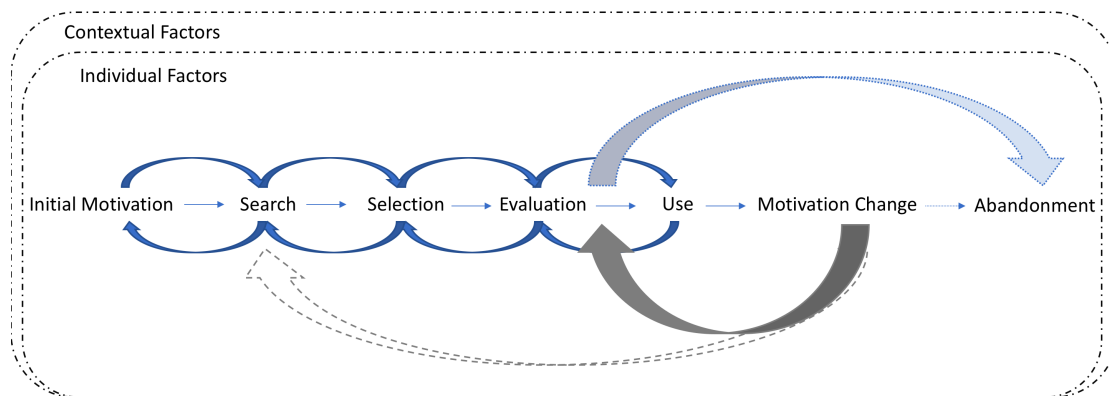 Contextual Factors
Individual Factors
Initial Motivation Search Selection Evaluation Use Motivation Change Abandonment